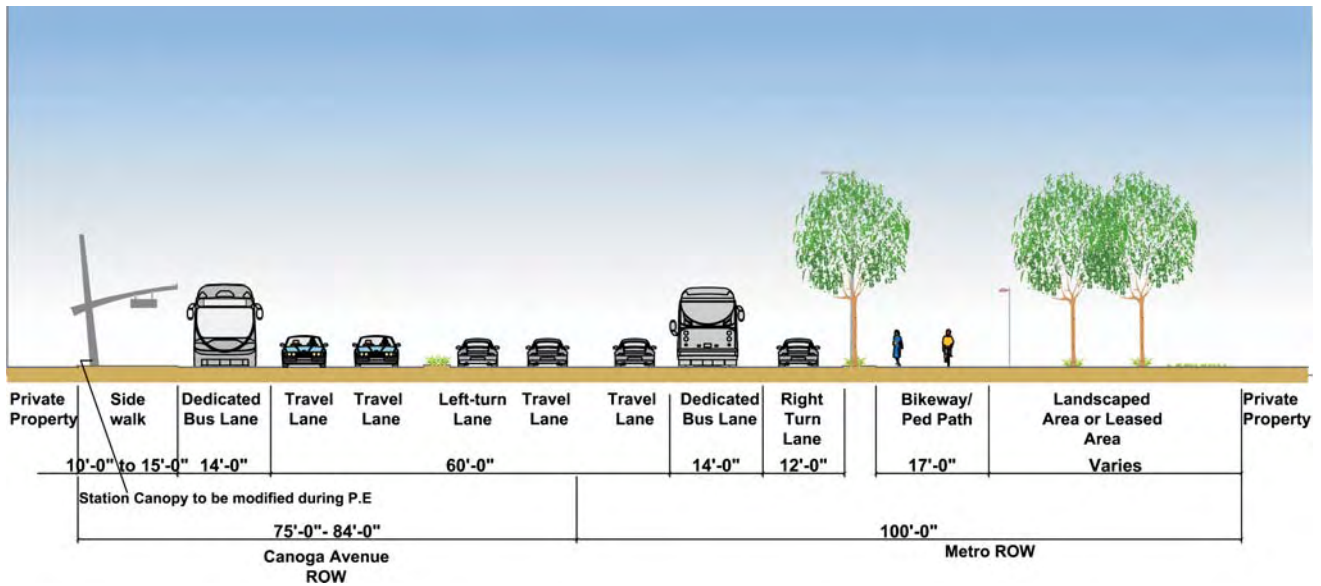 Private
Property
Side
walk
Dedicated
Bus Lane
Travel
Lane
Travel
Lane
Left-turn
Lane
Travel
Lane
Travel
Lane
Dedicated
Bus Lane
Right
Turn
Lane
Bikeway/
Ped Path
Landscaped
Area or Leased
Area
Private
Property
10'-0" to 15'-0"
14'-0"
60'-0"
14'-0"
12'-0"
17'-0"
Varies
Station Canopy to be modified during P.E
75'-0"- 84'-0"
100'-0"
Canoga Avenue
ROW
Metro ROW